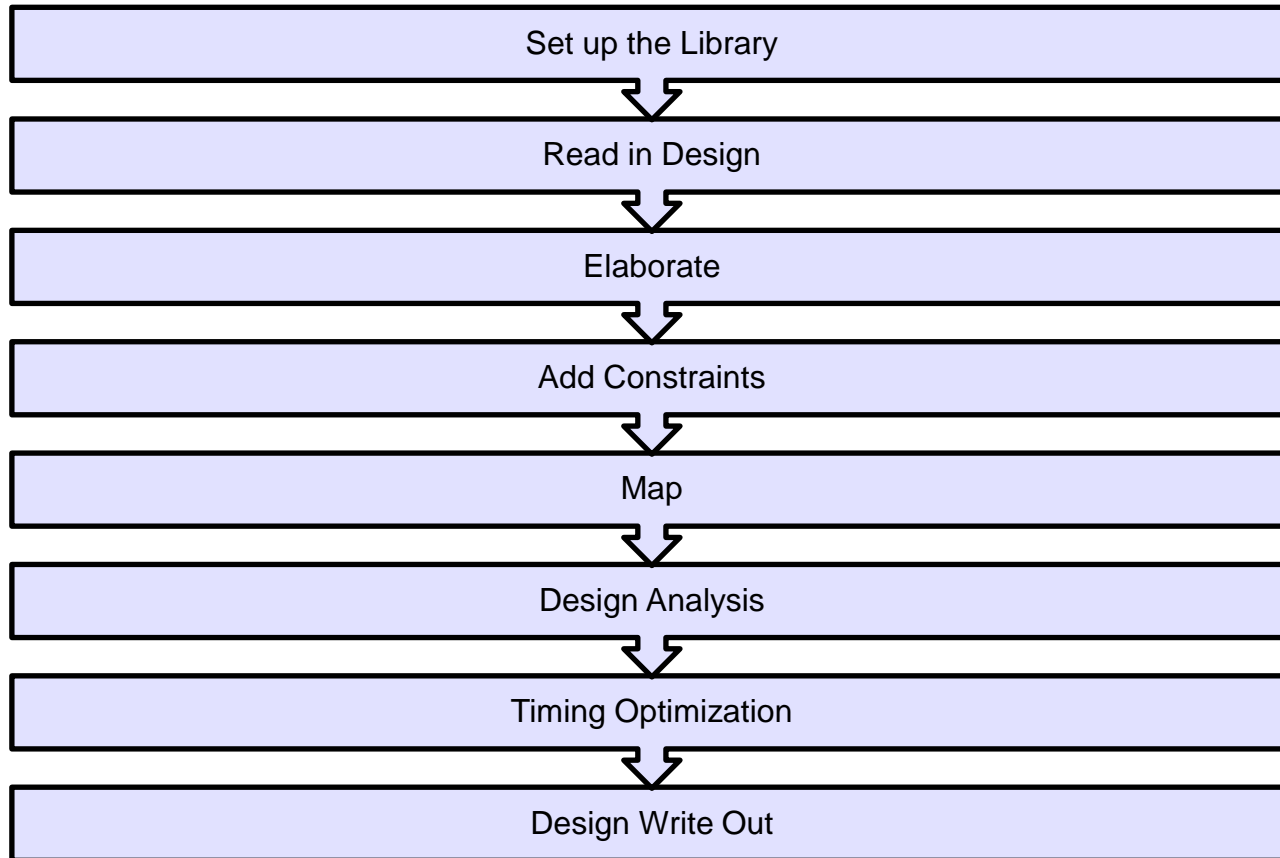 Set up the Library
Read in Design
Elaborate
Add Constraints
Map
Design Analysis
Timing Optimization
Design Write Out